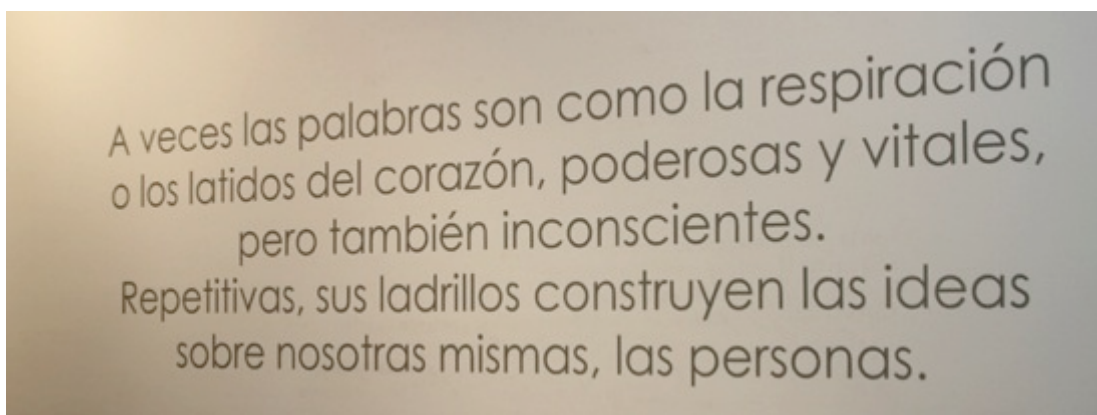 A veces las palabras son como la respiración
o los latidos del corazón, poderosas y vitales,
pero también inconscientes.
Repetitivas, sus ladrillos construyen las ideas
sobre nosotras mismas, las personas.